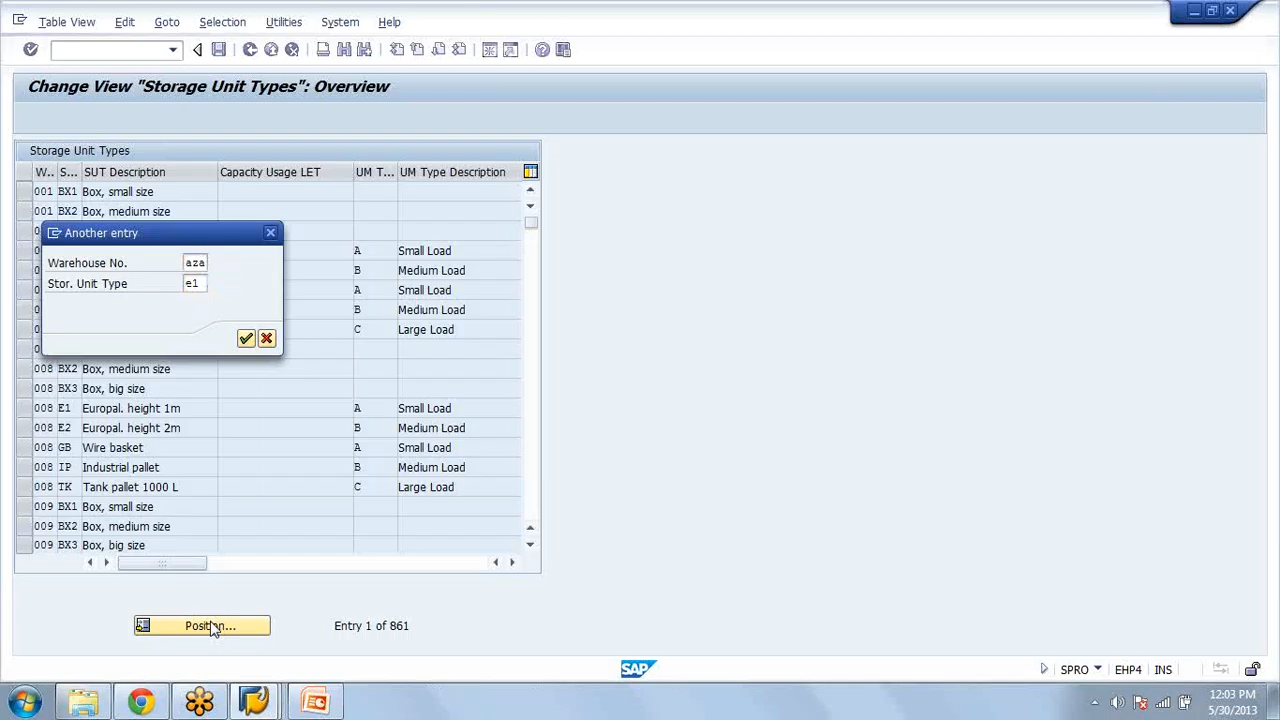 Table View Edit Goto Selection Utilities System Help
Change View "Storage Unit Types": Overview
Storage Unit Types
W.. S... SUT Description Capacity Usage LET UM T... UM Type Description
001 BX1 Box, small size
001 BX2 Box, medium size
Another entry
Warehouse No. aza
Stor. Unit Type e1
A Small Load
B Medium Load
A Small Load
B Medium Load
C Large Load
008 BX2 Box, medium size
008 BX3 Box, big size
008 E1 Europal. height 1m A Small Load
008 E2 Europal. height 2m B Medium Load
008 GB Wire basket A Small Load
008 IP Industrial pallet B Medium Load
008 TK Tank pallet 1000 L C Large Load
009 BX1 Box, small size
009 BX2 Box, medium size
009 BX3 Box, big size
Position... Entry 1 of 861
SAP SPRO EHP4 INS
12:03 PM
5/30/2013